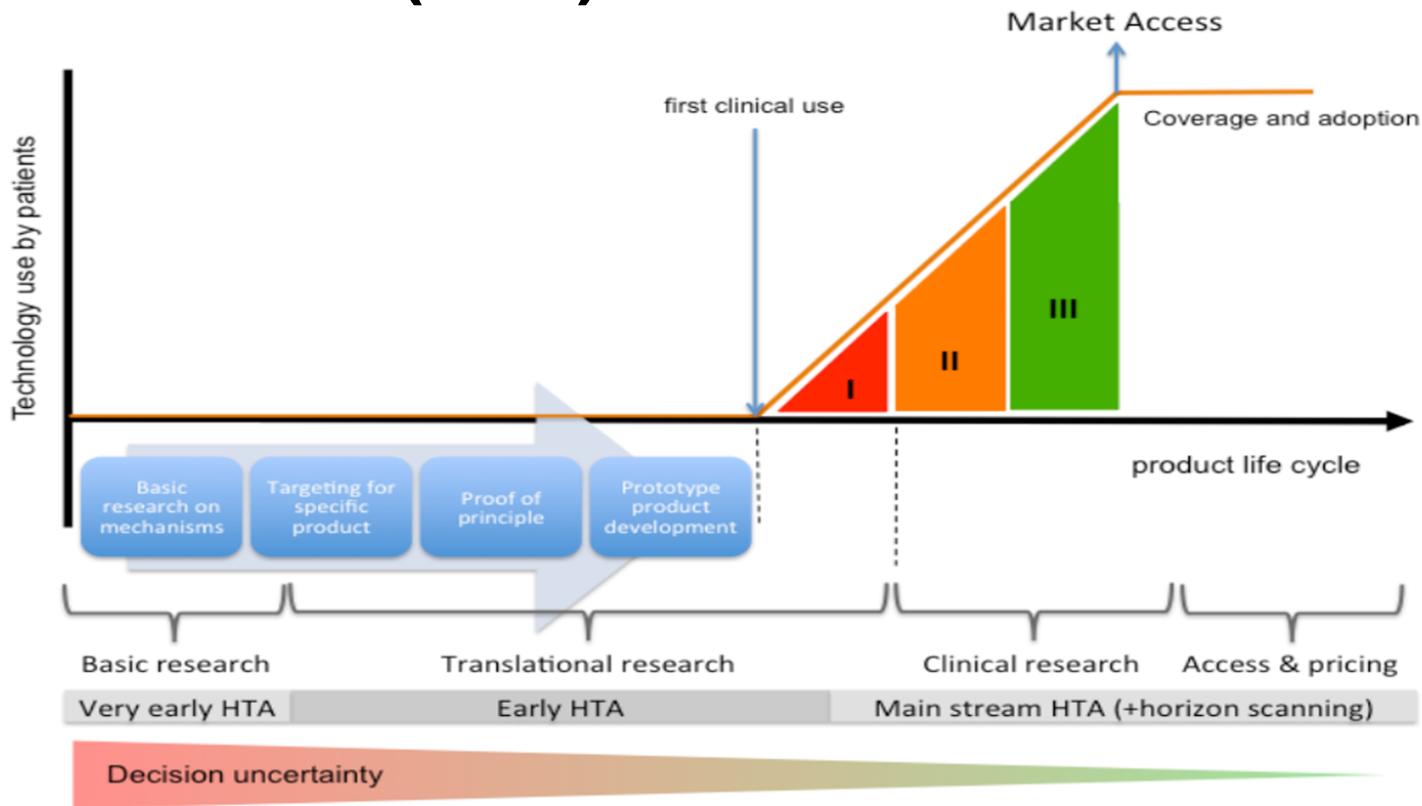 Market Access
first clinical use
Coverage and adoption
Technology use by patients
I
II
III
product life cycle
Basic
research on
mechanisms
Targeting for
specific
product
Proof of
principle
Prototype
product
development
Basic research
Translational research
Clinical research
Access & pricing
Very early HTA
Early HTA
Main stream HTA (+horizon scanning)
Decision uncertainty